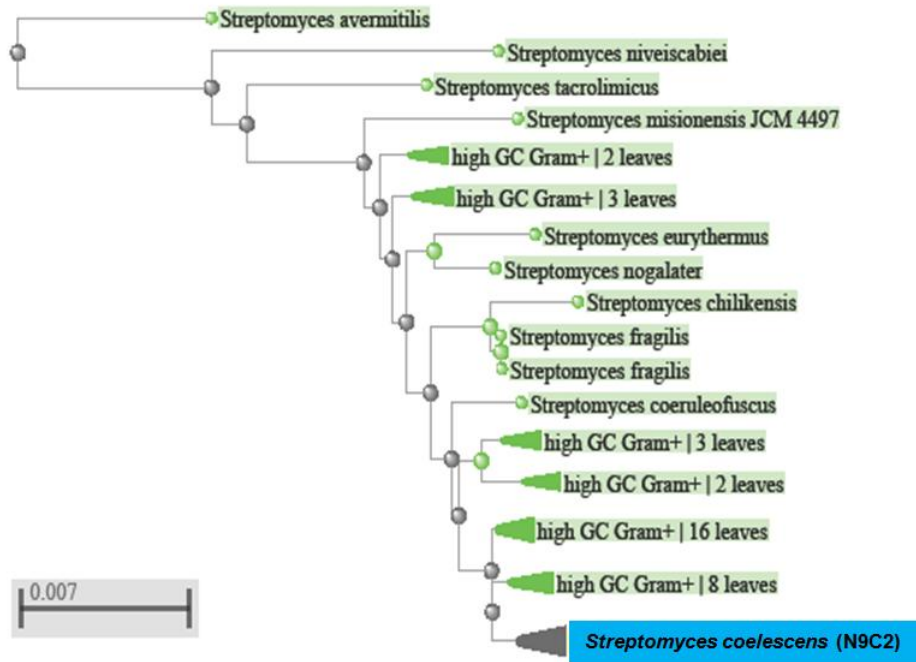 Streptomyces avermitilis
Streptomyces niveiscabiei
Streptomyces tacrolimicus
Streptomyces misionensis JCM 4497
high GC Gram+ | 2 leaves
high GC Gram+ | 3 leaves
Streptomyces eurythermus
Streptomyces nogalater
Streptomyces chilikensis
Streptomyces fragilis
Streptomyces fragilis
Streptomyces coeruleofuscus
high GC Gram+ | 3 leaves
high GC Gram+ | 2 leaves
high GC Gram+ | 16 leaves
high GC Gram+ | 8 leaves
0.007
Streptomyces coelescens (N9C2)